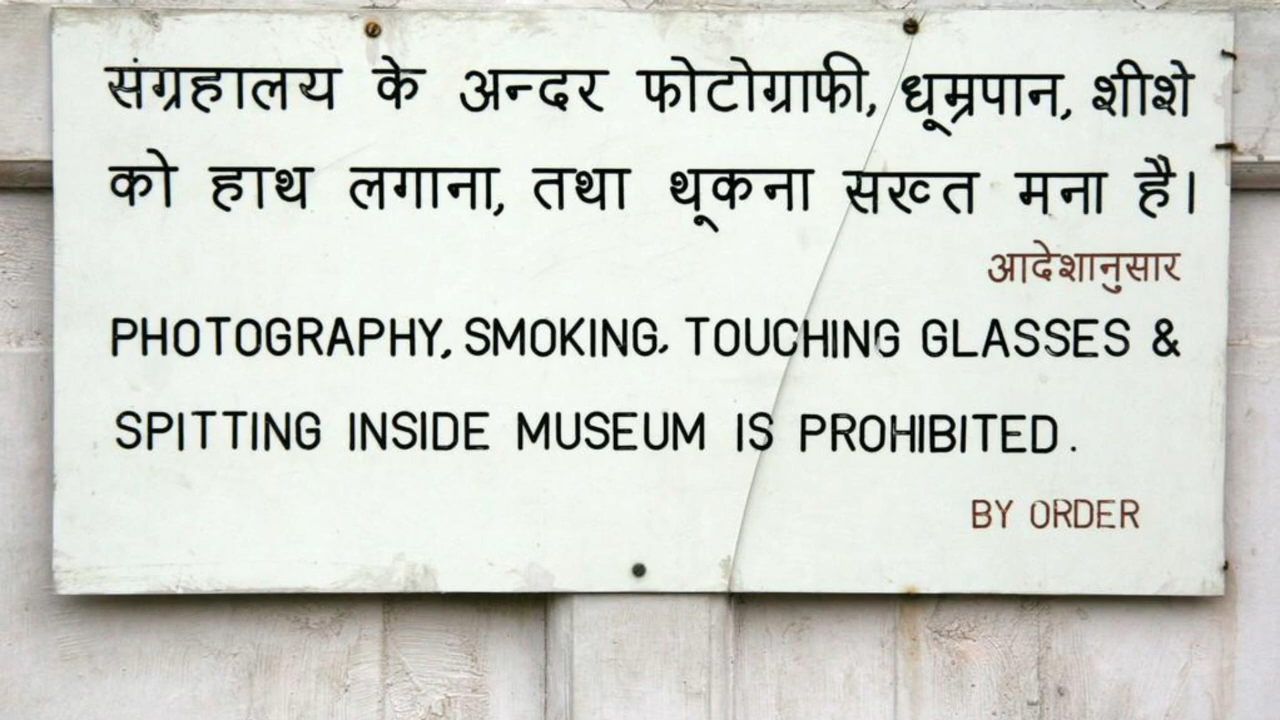 संग्रहालय के अन्दर फोटोग्राफी, धूम्रपान, शीशे
को हाथ लगाना, तथा थूकना सख्त मना है।
आदेशानुसार
PHOTOGRAPHY, SMOKING, TOUCHING GLASSES &
SPITTING INSIDE MUSEUM IS PROHIBITED.
BY ORDER